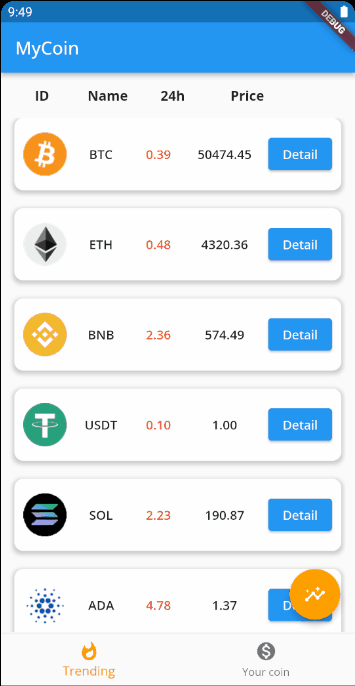 9:49
DEBUG
MyCoin
ID Name 24h Price
BTC 0.39 50474.45 Detail
ETH 0.48 4320.36 Detail
BNB 2.36 574.49 Detail
USDT 0.10 1.00 Detail
SOL 2.23 190.87 Detail
ADA 4.78 1.37
Trending Your coin